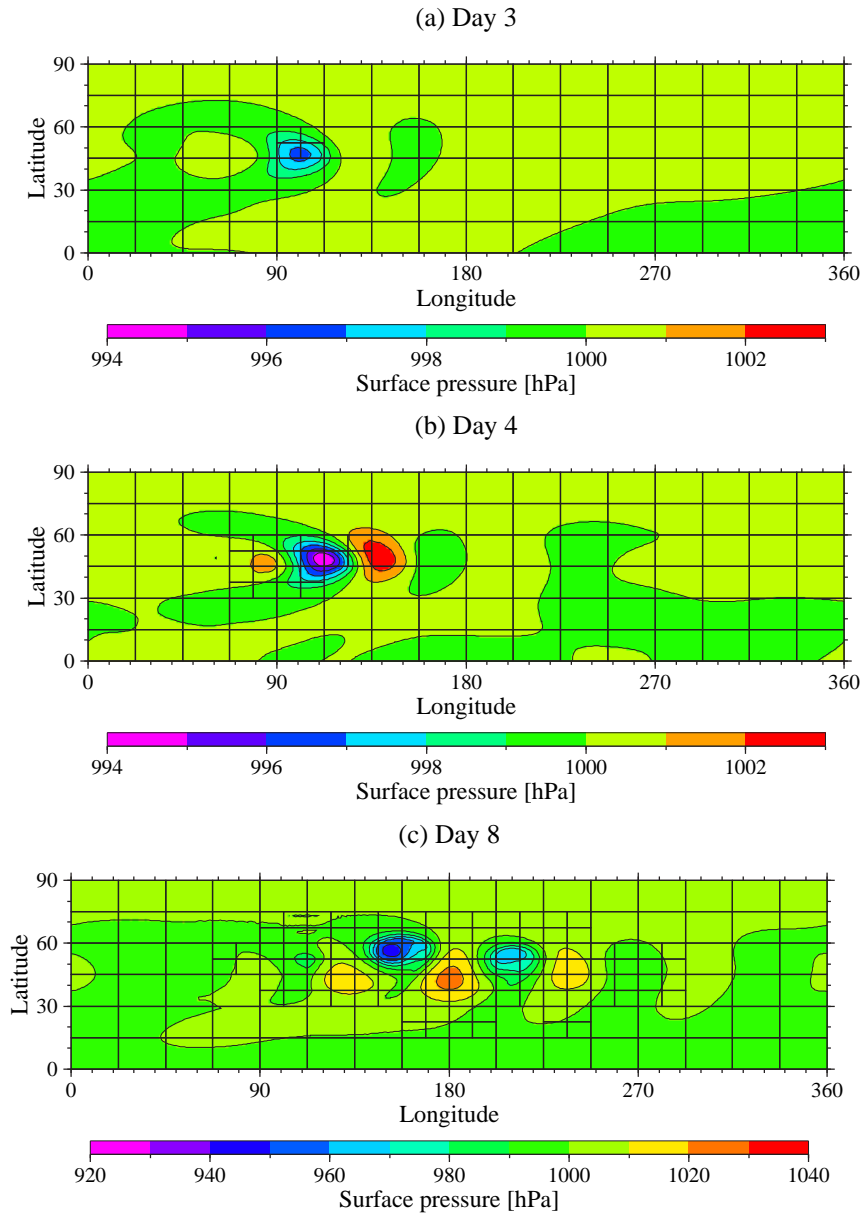 (a) Day 3
90
60
30
0
Latitude
0 90 180 270 360
Longitude
994 996 998 1000 1002
Surface pressure [hPa]
(b) Day 4
90
60
30
0
Latitude
0 90 180 270 360
Longitude
994 996 998 1000 1002
Surface pressure [hPa]
(c) Day 8
90
60
30
0
Latitude
0 90 180 270 360
Longitude
920 940 960 980 1000 1020 1040
Surface pressure [hPa]